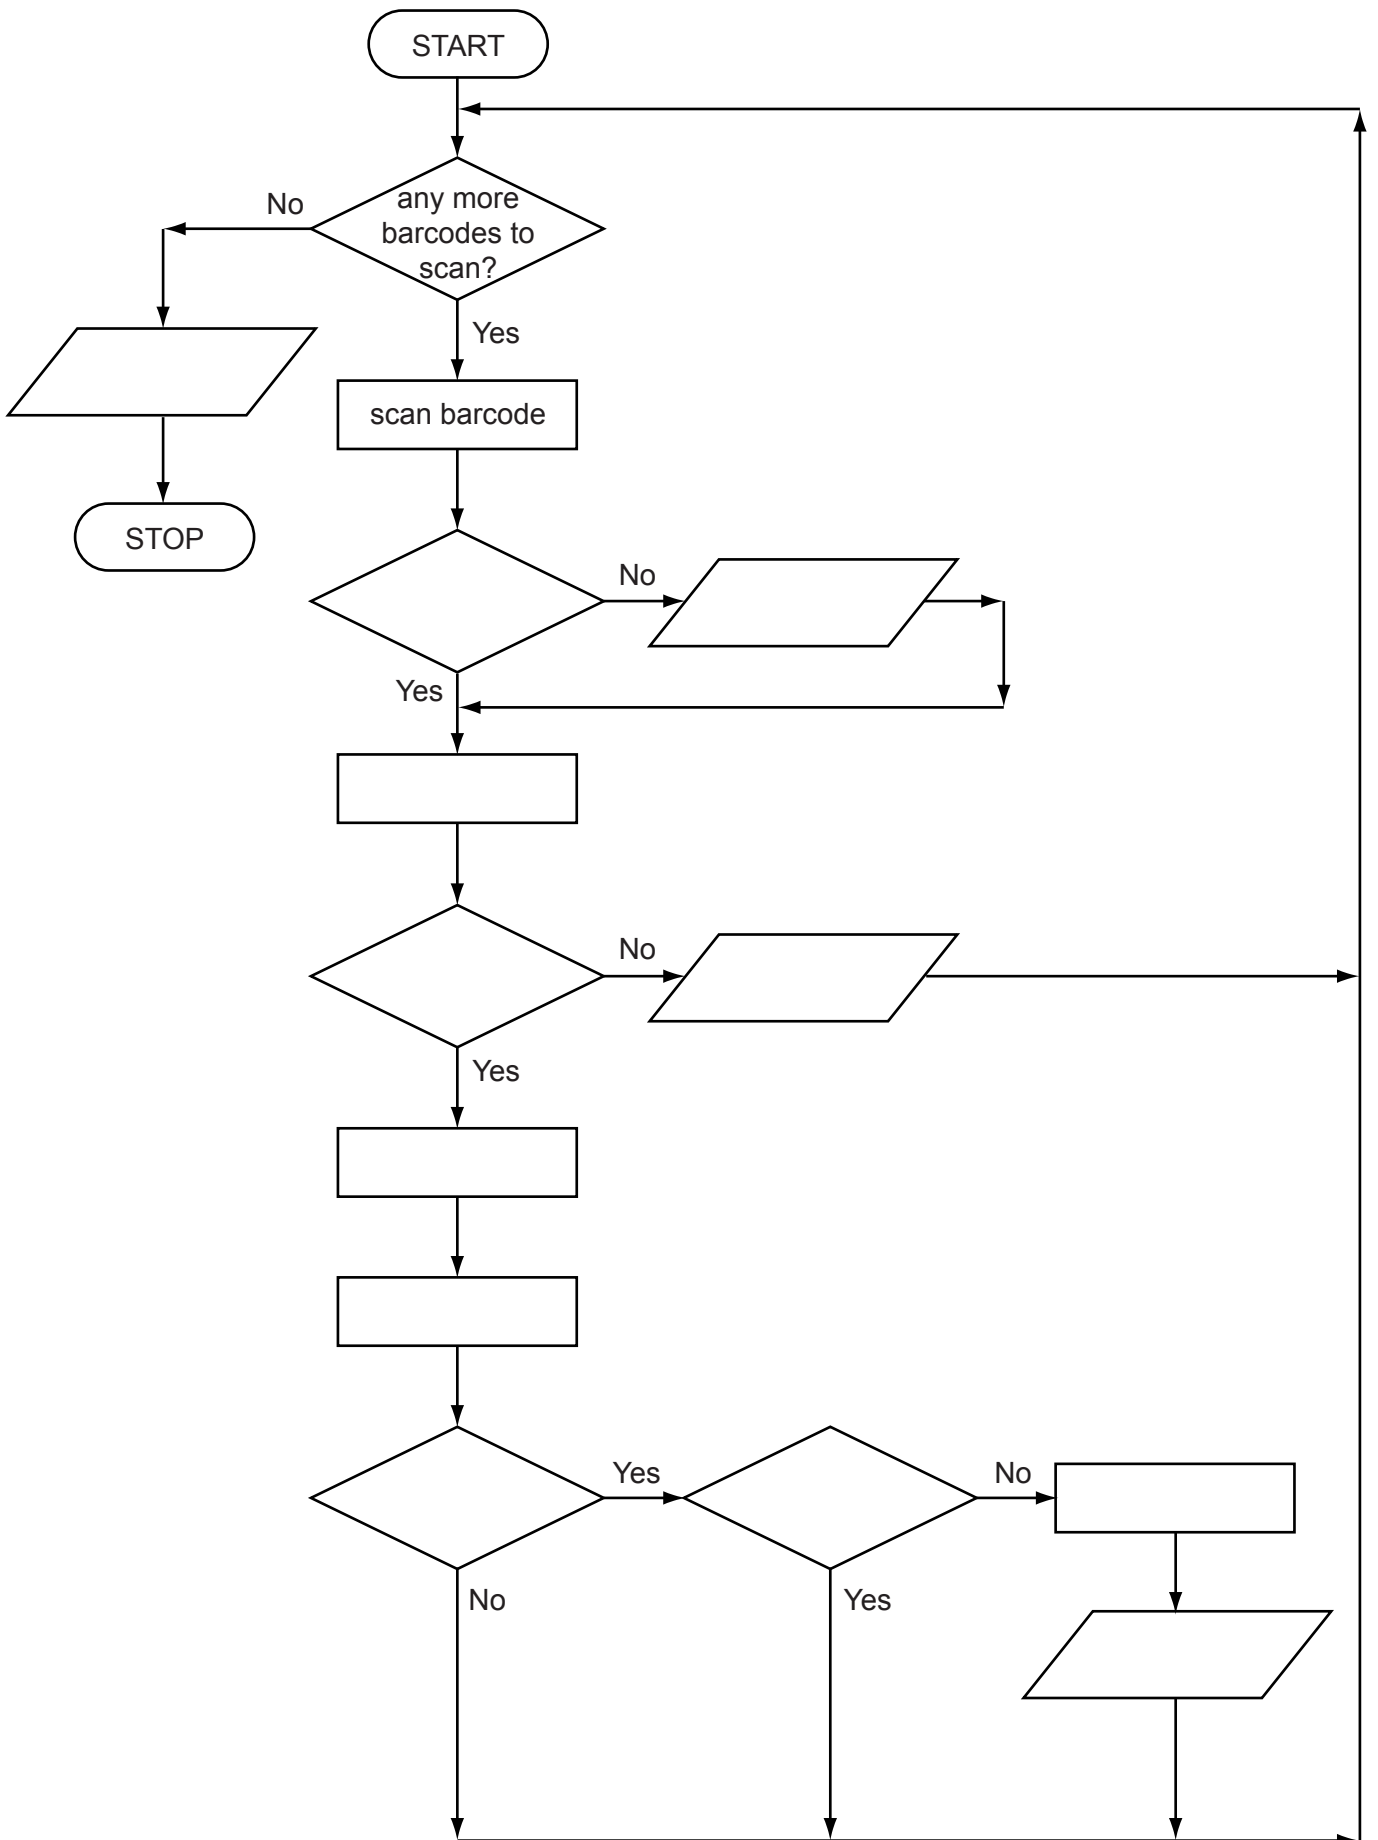 START
No
any more
barcodes to
scan?
Yes
scan barcode
STOP
No
Yes
No
Yes
Yes
No
No
Yes